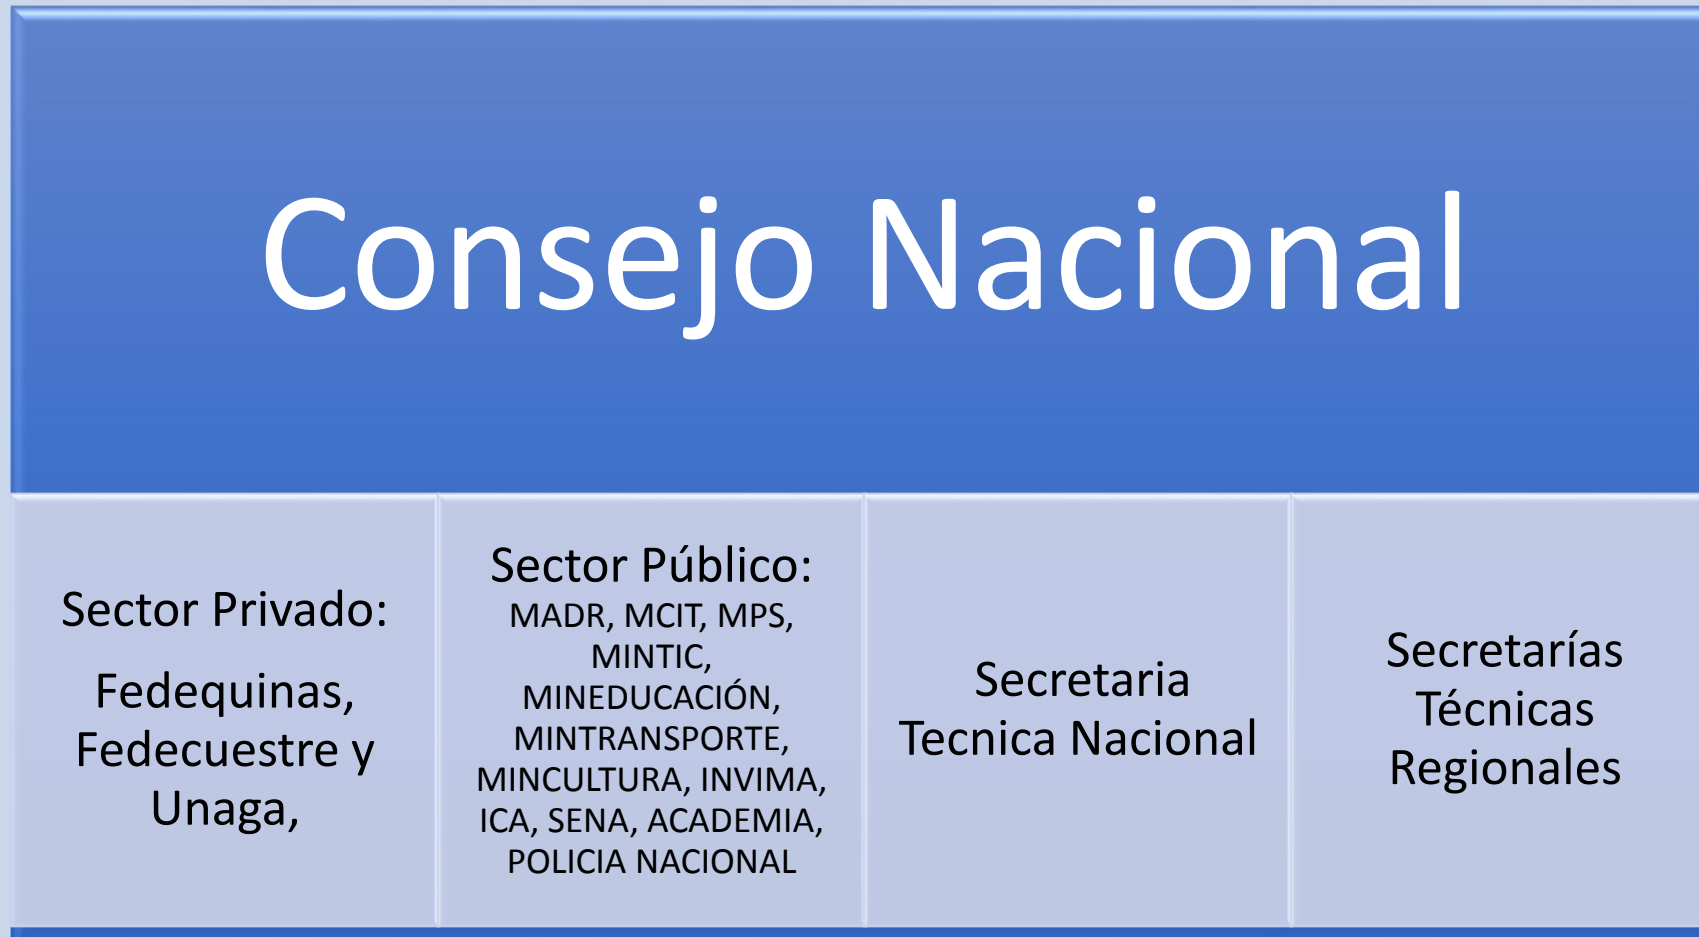 Consejo Nacional
Sector Privado:
Fedequinas,
Fedecuestre y
Unaga,
Sector Público:
MADR, MCIT, MPS,
MINTIC,
MINEDUCACIÓN,
MINTRANSPORTE,
MINCULTURA, INVIMA,
ICA, SENA, ACADEMIA,
POLICIA NACIONAL
Secretaria
Tecnica Nacional
Secretarías
Técnicas
Regionales